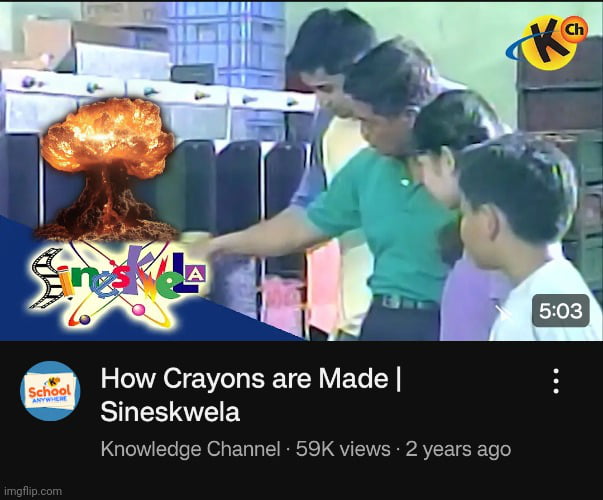 K Ch
Sineskwela
5:03
K
School
ANYWHERE
How Crayons are Made |
Sineskwela
Knowledge Channel · 59K views · 2 years ago
imgflip.com